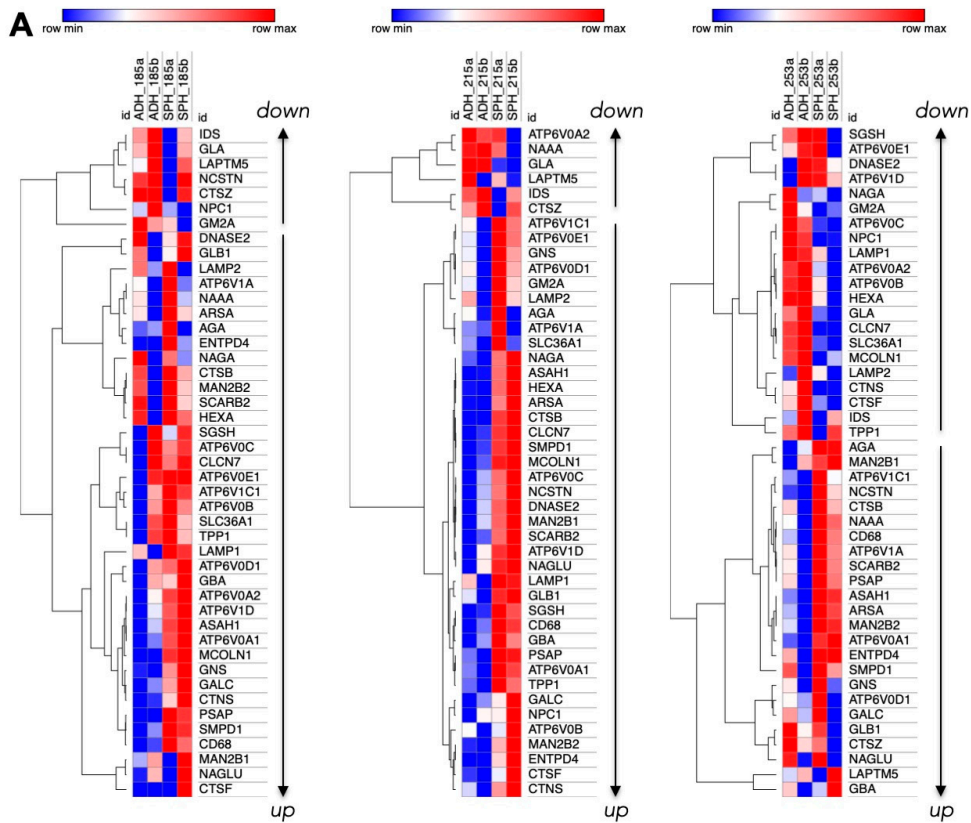 A
row min row max
row min row max
row min row max
id ADH_185a ADH_185b SPH_185a SPH_185b id down
IDS
GLA
LAPTM5
NCSTN
CTSZ
NPC1
GM2A
DNASE2
GLB1
LAMP2
ATP6V1A
NAAA
ARSA
AGA
ENTPD4
NAGA
CTSB
MAN2B2
SCARB2
HEXA
SGSH
ATP6V0C
CLCN7
ATP6V0E1
ATP6V1C1
ATP6V0B
SLC36A1
TPP1
LAMP1
ATP6V0D1
GBA
ATP6V0A2
ATP6V1D
ASAH1
ATP6V0A1
MCOLN1
GNS
GALC
CTNS
PSAP
SMPD1
CD68
MAN2B1
NAGLU
CTSF
up
id ADH_215a ADH_215b SPH_215a SPH_215b id down
ATP6V0A2
NAAA
GLA
LAPTM5
IDS
CTSZ
ATP6V1C1
ATP6V0E1
GNS
ATP6V0D1
GM2A
LAMP2
AGA
ATP6V1A
SLC36A1
NAGA
ASAH1
HEXA
ARSA
CTSB
CLCN7
SMPD1
MCOLN1
ATP6V0C
NCSTN
DNASE2
MAN2B1
SCARB2
ATP6V1D
NAGLU
LAMP1
GLB1
SGSH
CD68
GBA
PSAP
ATP6V0A1
TPP1
GALC
NPC1
ATP6V0B
MAN2B2
ENTPD4
CTSF
CTNS
up
id ADH_253a ADH_253b SPH_253a SPH_253b id down
SGSH
ATP6V0E1
DNASE2
ATP6V1D
NAGA
GM2A
ATP6V0C
NPC1
LAMP1
ATP6V0A2
ATP6V0B
HEXA
GLA
CLCN7
SLC36A1
MCOLN1
LAMP2
CTNS
CTSF
IDS
TPP1
AGA
MAN2B1
ATP6V1C1
NCSTN
CTSB
NAAA
CD68
ATP6V1A
SCARB2
PSAP
ASAH1
ARSA
MAN2B2
ATP6V0A1
ENTPD4
SMPD1
GNS
ATP6V0D1
GALC
GLB1
CTSZ
NAGLU
LAPTM5
GBA
up